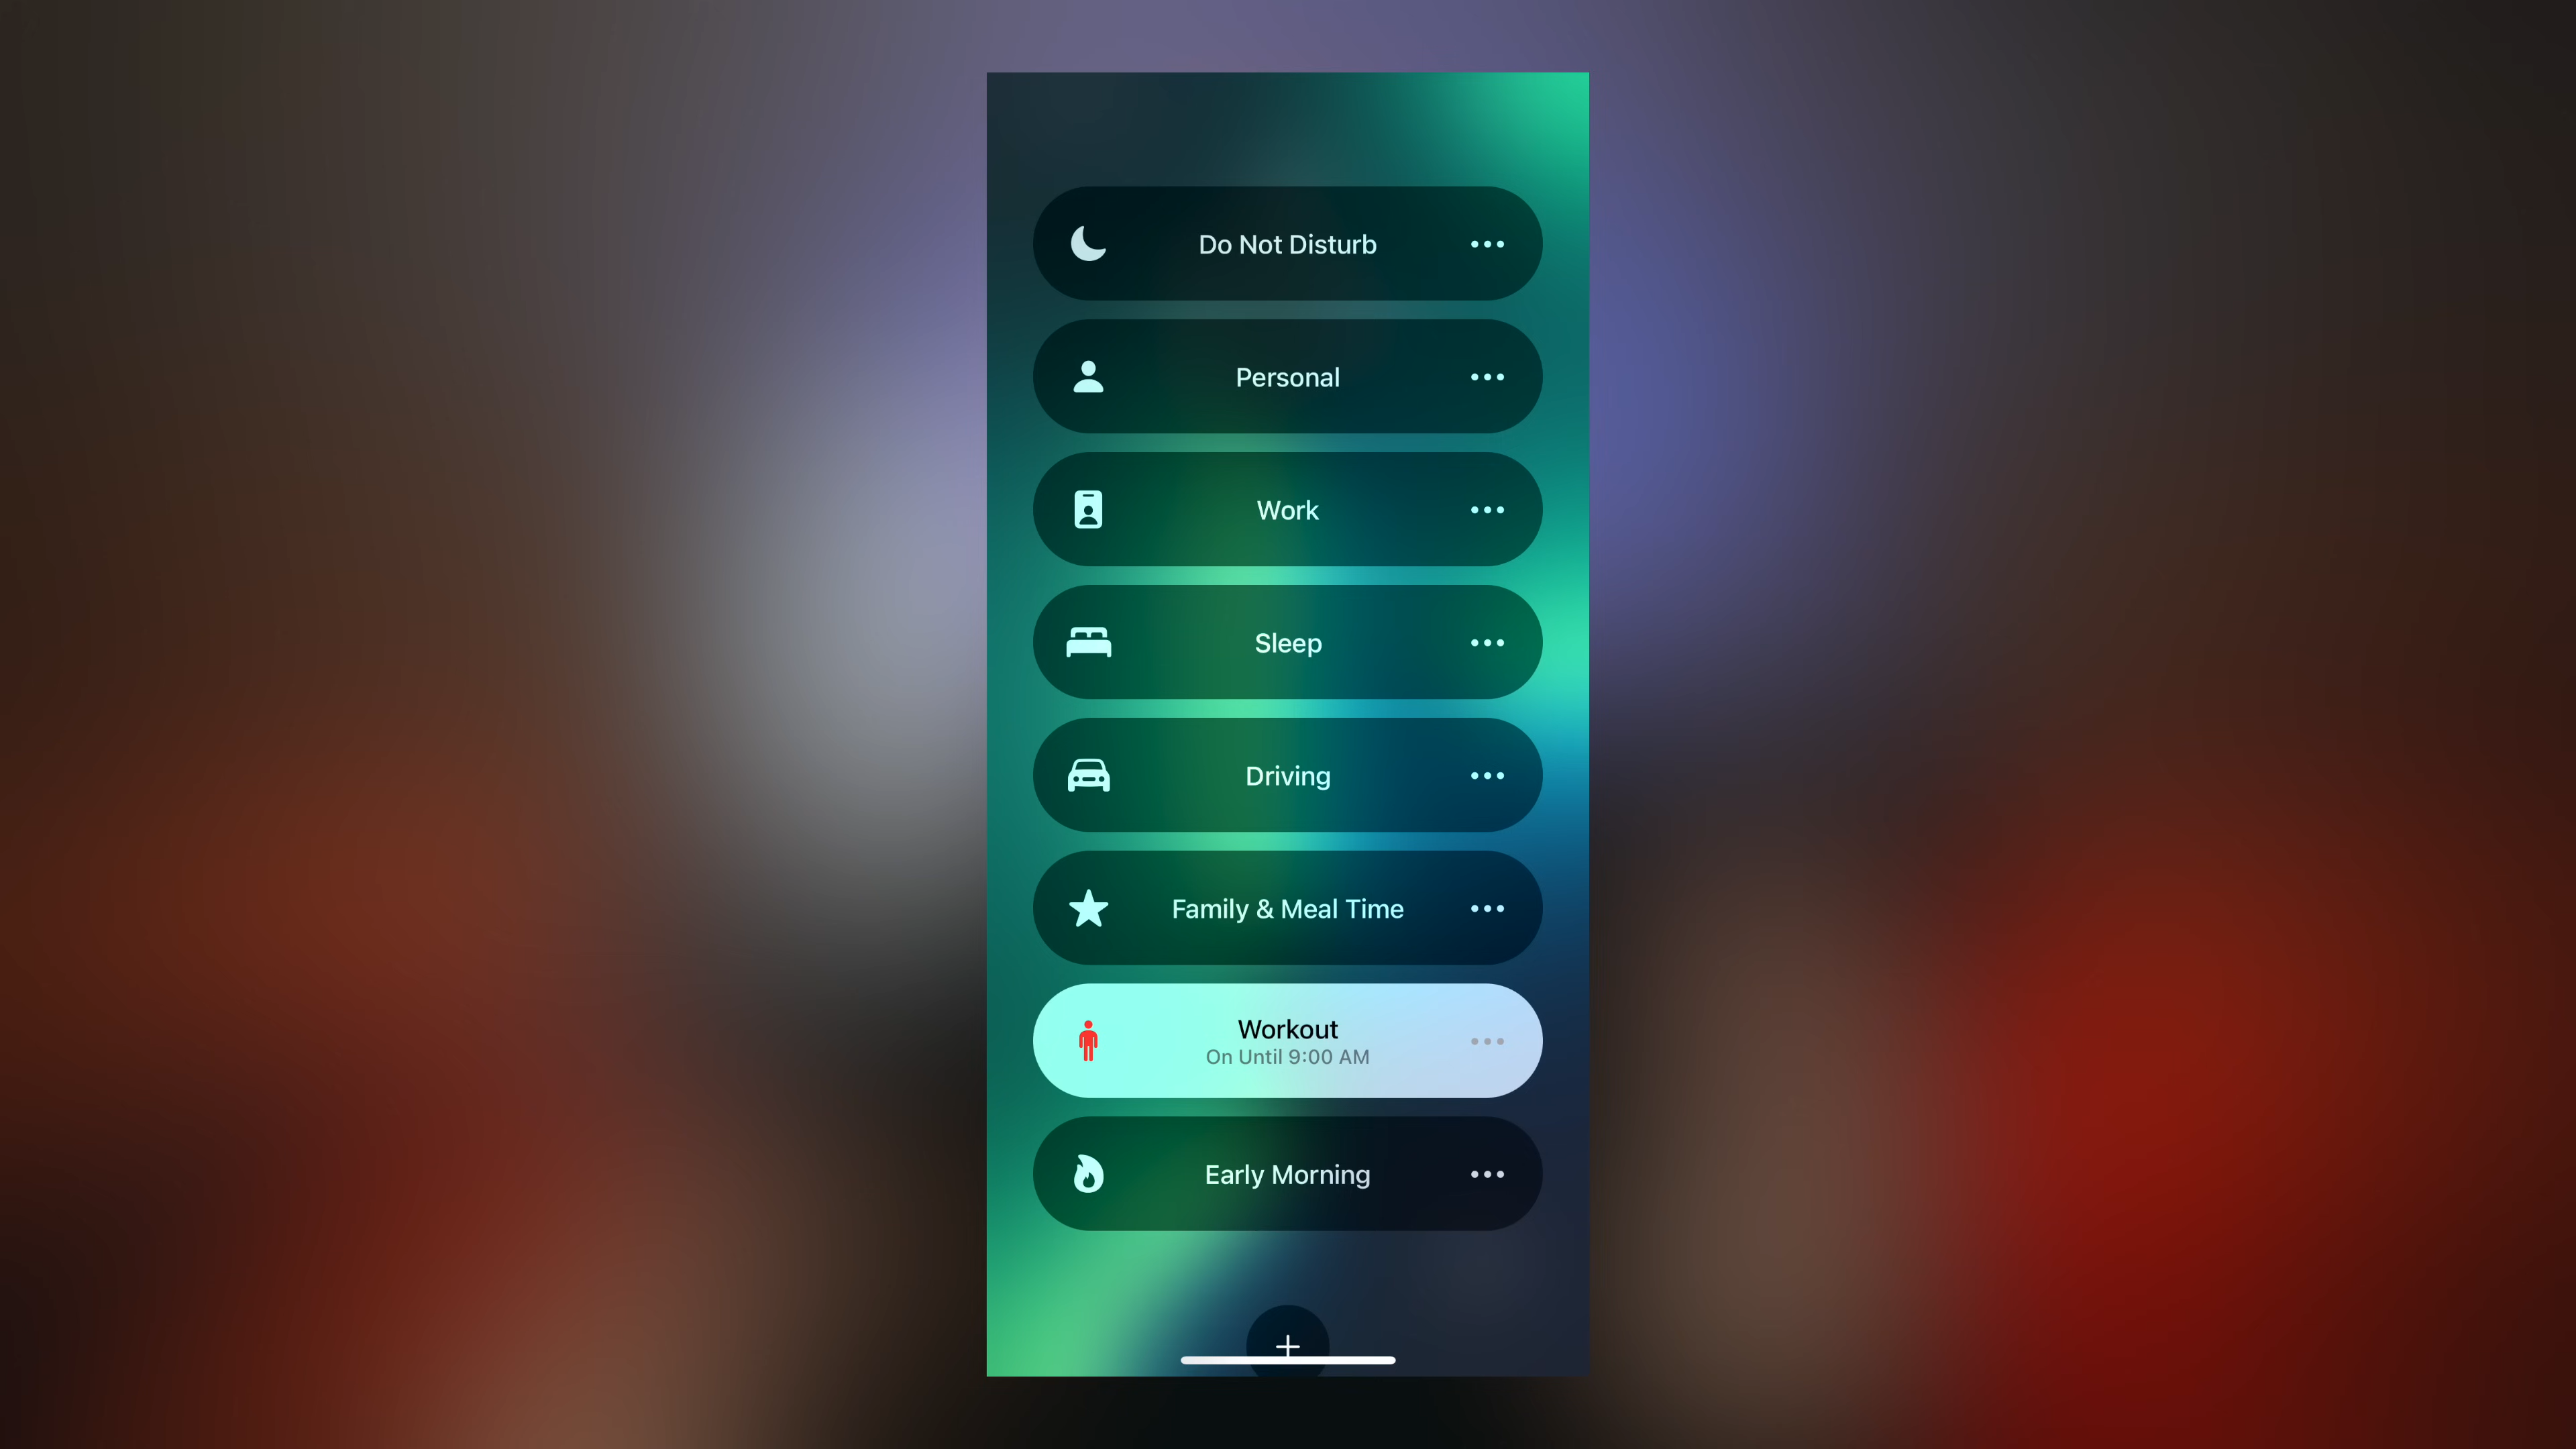 Do Not Disturb
Personal
Work
Sleep
Driving
Family & Meal Time
Workout
On Until 9:00 AM
Early Morning